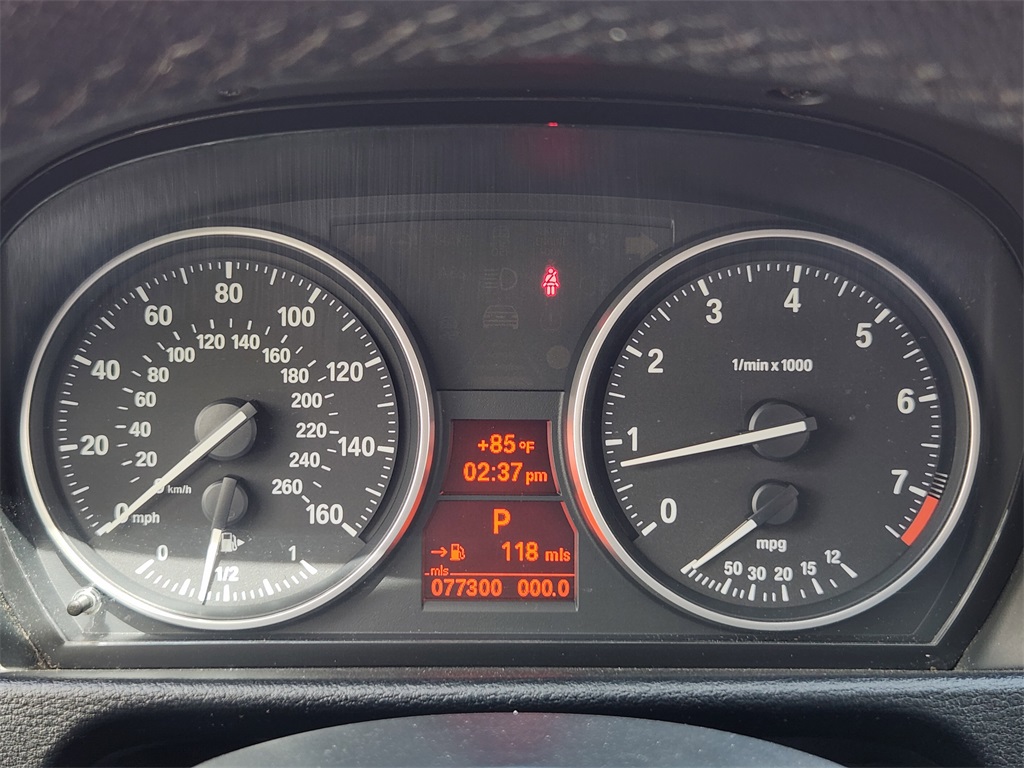 80
60 100
120 140
100 160
40 80 180 120
60 200
20 40 220 140
20 240
km/h 260
0 mph 160
0 1/2 1
+85°F
02:37 pm
P
118 mls
mls
077300 000.0
4
3 5
2 1/min x 1000
6
1
7
0
mpg
50 30 20 15 12